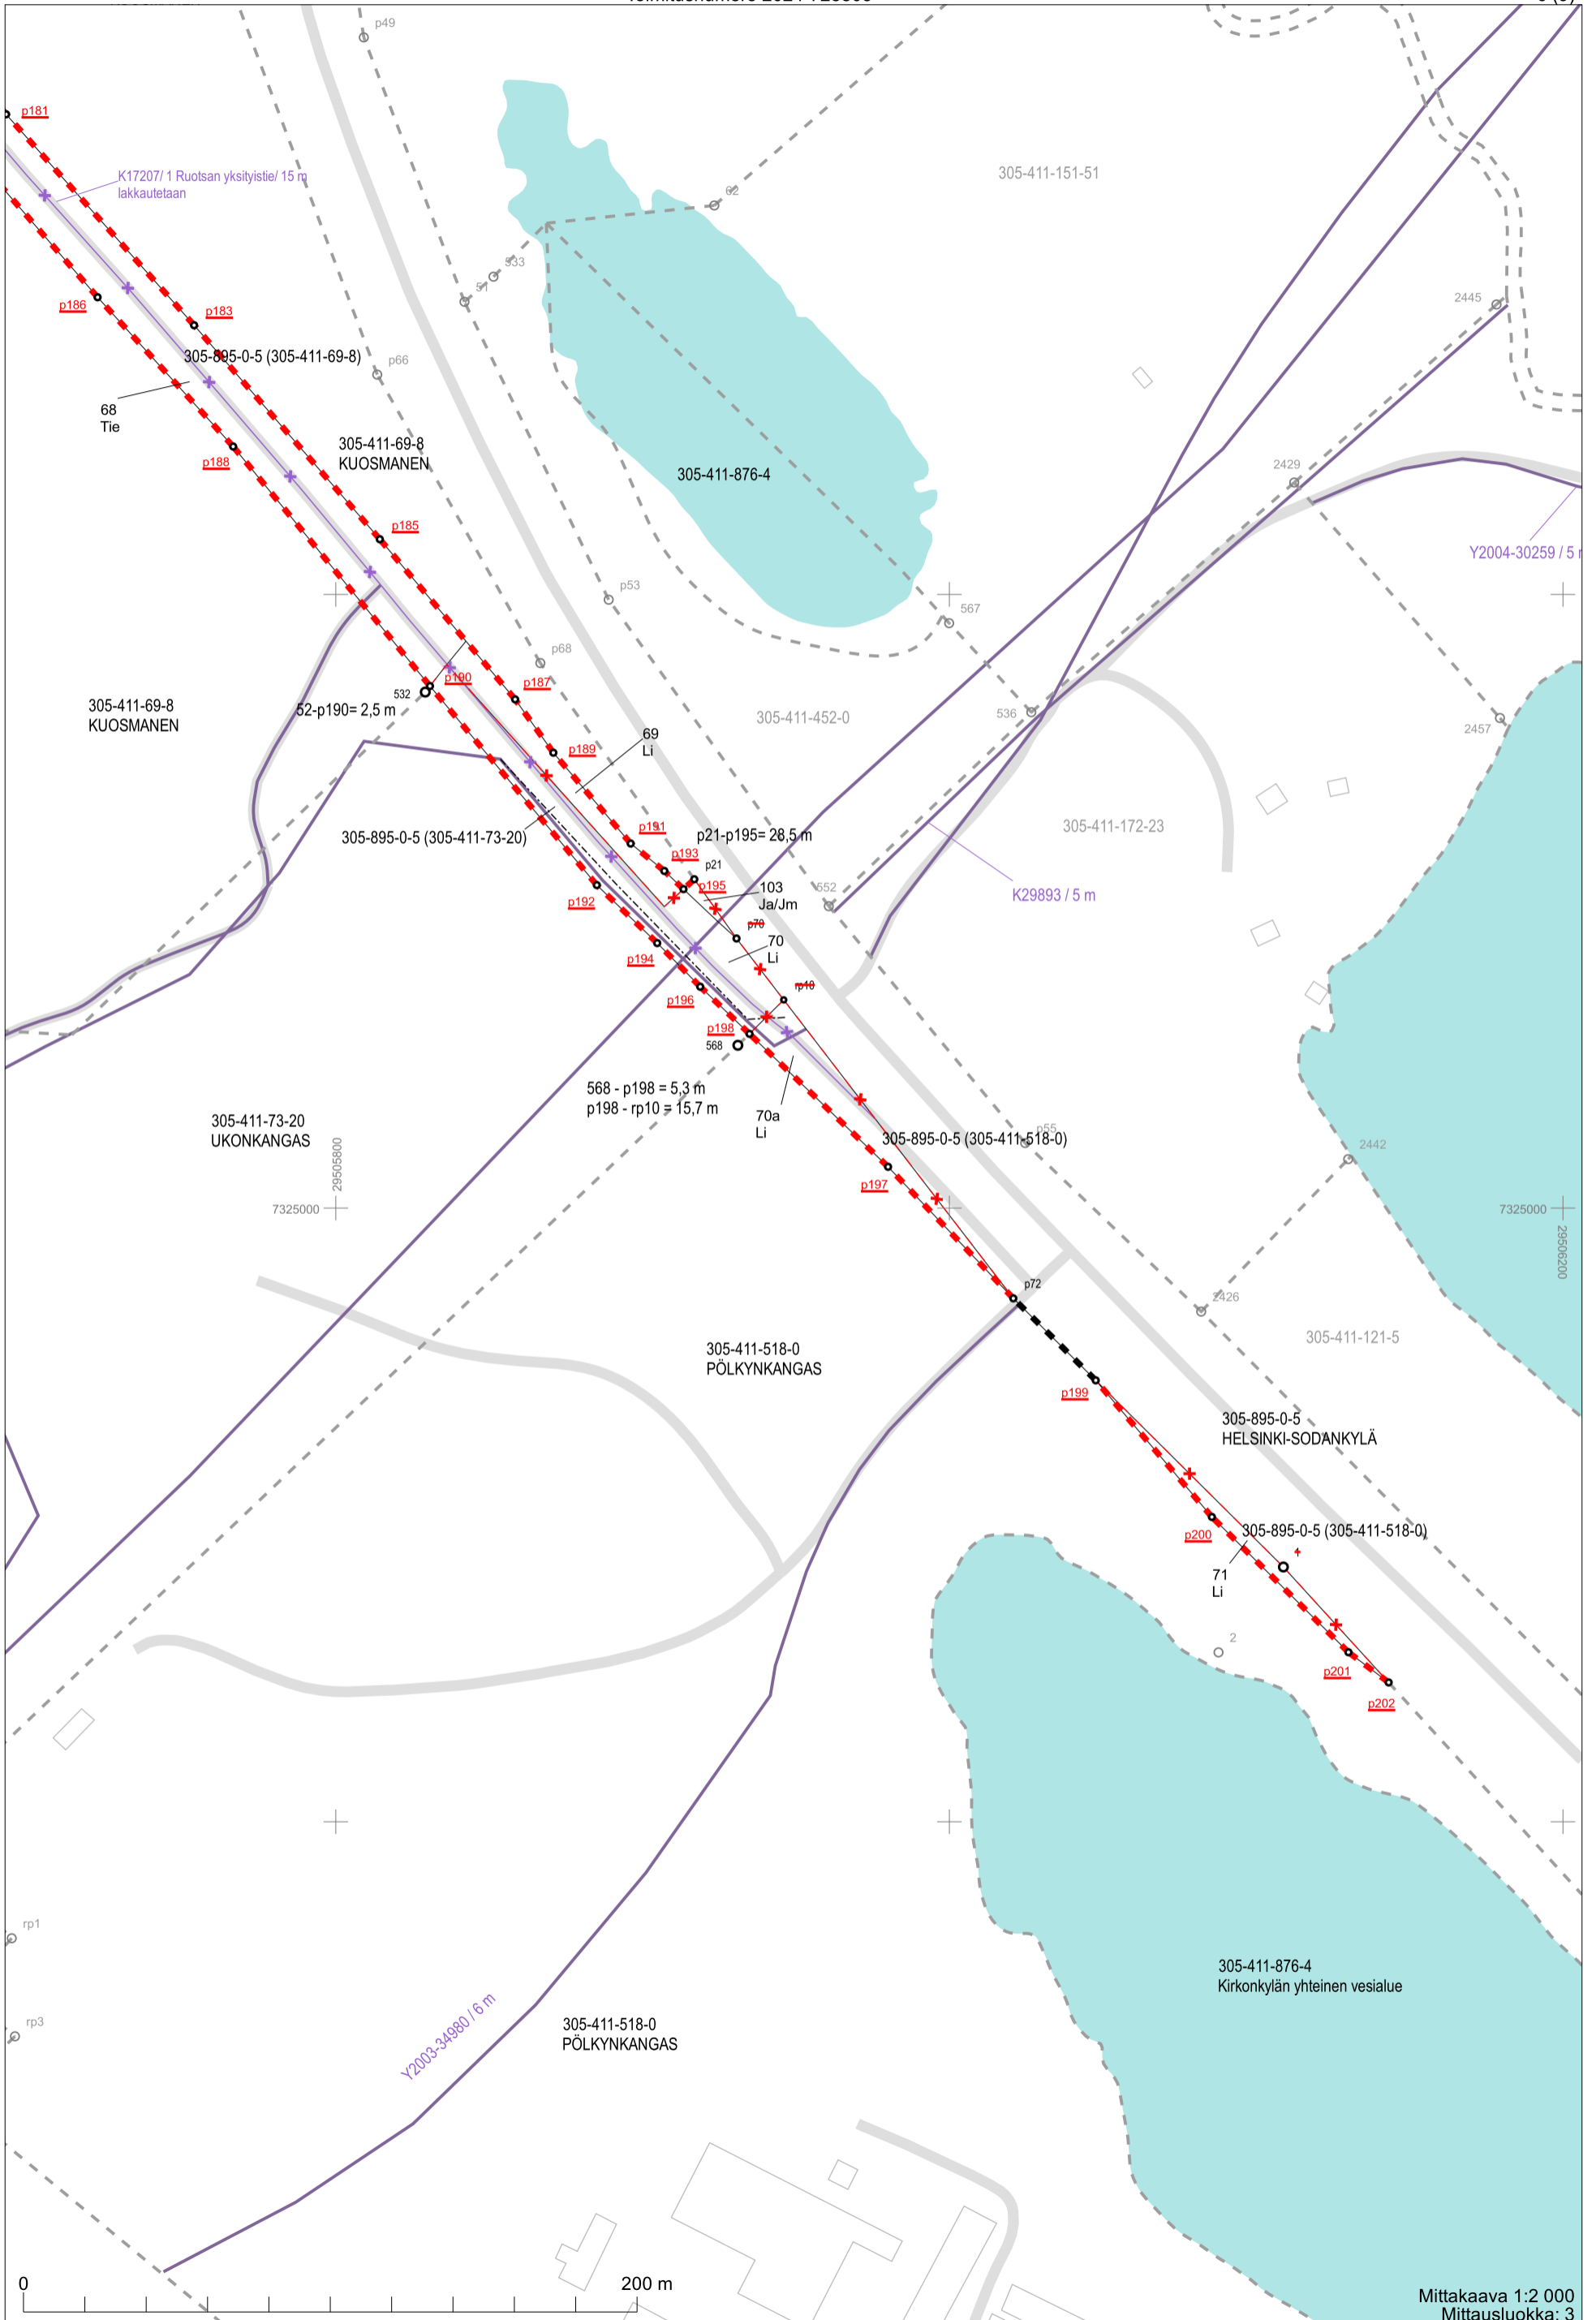 p49
p181
K17207/ 1 Ruotsan yksityistie/ 15 m
lakkautetaan
305-411-151-51
62
533
51
p186
p183
2445
305-895-0-5 (305-411-69-8)
p66
68
Tie
305-411-69-8
KUOSMANEN
p188
305-411-876-4
2429
p185
Y2004-30259 / 5
p53
567
p68
p190
532
p187
305-411-69-8
KUOSMANEN
52-p190= 2,5 m
305-411-452-0
536
2457
69
Li
p189
305-895-0-5 (305-411-73-20)
p191
p21-p195= 28,5 m
305-411-172-23
p193
p21
p195
103
Ja/Jm
K29893 / 5 m
p192
552
p70
70
Li
p194
rp10
p196
p198
568
568 - p198 = 5,3 m
p198 - rp10 = 15,7 m
70a
Li
305-411-73-20
UKONKANGAS
305-895-0-5 (305-411-518-0)
p55
2442
29505800
7325000
p197
7325000
29506200
p72
2426
305-411-518-0
PÖLKYNKANGAS
305-411-121-5
p199
305-895-0-5
HELSINKI-SODANKYLÄ
p200
305-895-0-5 (305-411-518-0)
71
Li
2
p201
p202
rp1
305-411-876-4
Kirkonkylän yhteinen vesialue
rp3
Y2003-34980 / 6 m
305-411-518-0
PÖLKYNKANGAS
0
200 m
Mittakaava 1:2 000
Mittausluokka: 3